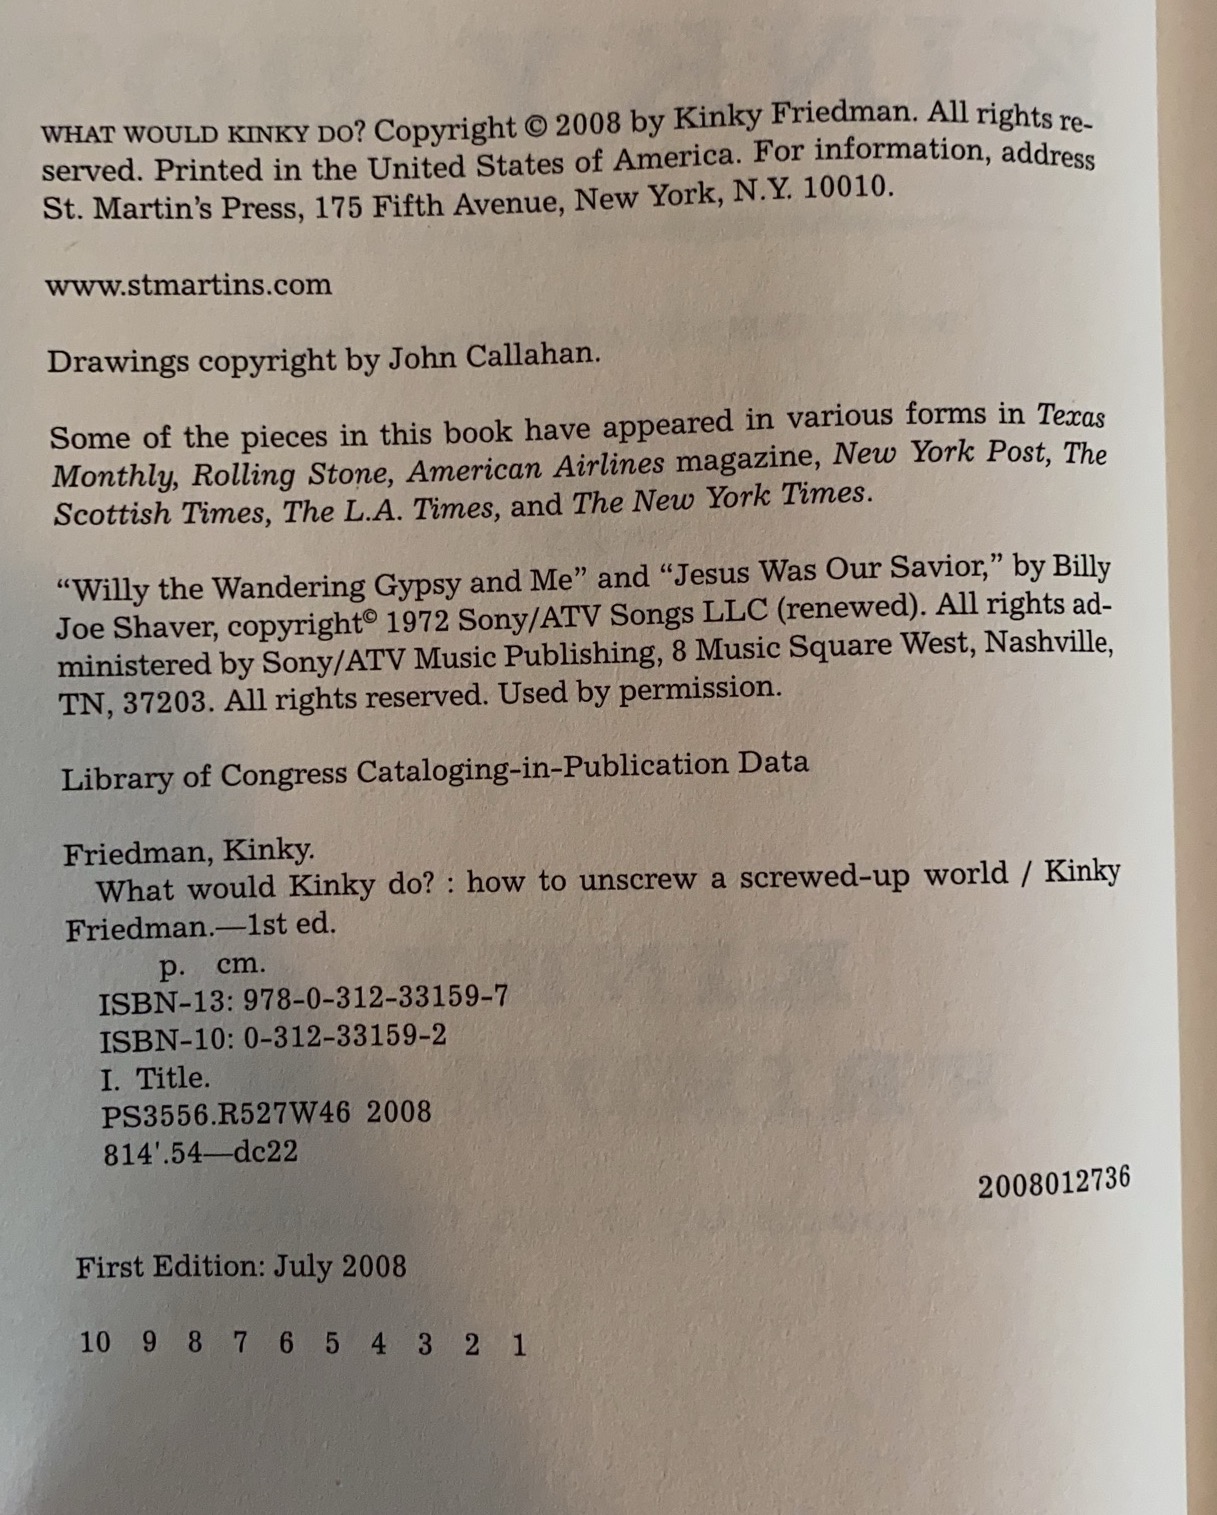 WHAT WOULD KINKY DO? Copyright © 2008 by Kinky Friedman. All rights re-
served. Printed in the United States of America. For information, address
St. Martin's Press, 175 Fifth Avenue, New York, N.Y. 10010.
www.stmartins.com
Drawings copyright by John Callahan.
Some of the pieces in this book have appeared in various forms in Texas
Monthly, Rolling Stone, American Airlines magazine, New York Post, The
Scottish Times, The L.A. Times, and The New York Times.
“Willy the Wandering Gypsy and Me” and “Jesus Was Our Savior,” by Billy
Joe Shaver, copyright© 1972 Sony/ATV Songs LLC (renewed). All rights ad-
ministered by Sony/ATV Music Publishing, 8 Music Square West, Nashville,
TN, 37203. All rights reserved. Used by permission.
Library of Congress Cataloging-in-Publication Data
Friedman, Kinky.
What would Kinky do? : how to unscrew a screwed-up world / Kinky
Friedman.—1st ed.
p. cm.
ISBN-13: 978-0-312-33159-7
ISBN-10: 0-312-33159-2
I. Title.
PS3556.R527W46 2008
814'.54—dc22
2008012736
First Edition: July 2008
10 9 8 7 6 5 4 3 2 1